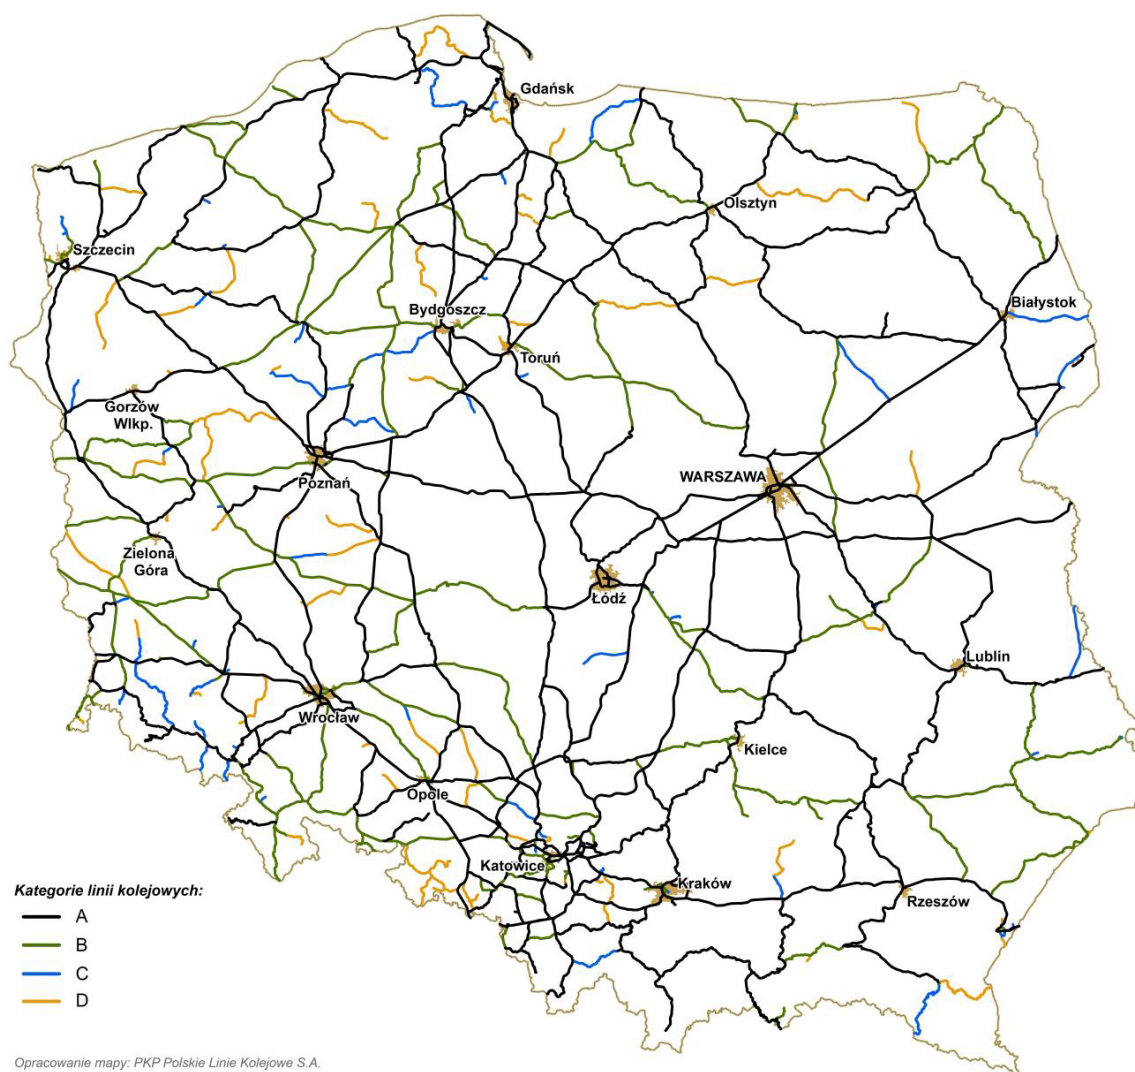 Gdańsk
Olsztyn
Szczecin
Białystok
Bydgoszcz
Toruń
Gorzów
Wlkp.
Poznań
WARSZAWA
Zielona
Góra
Łódź
Lublin
Wrocław
Kielce
Opole
Katowice
Kraków
Rzeszów
Kategorie linii kolejowych:
A
B
C
D
Opracowanie mapy: PKP Polskie Linie Kolejowe S.A.